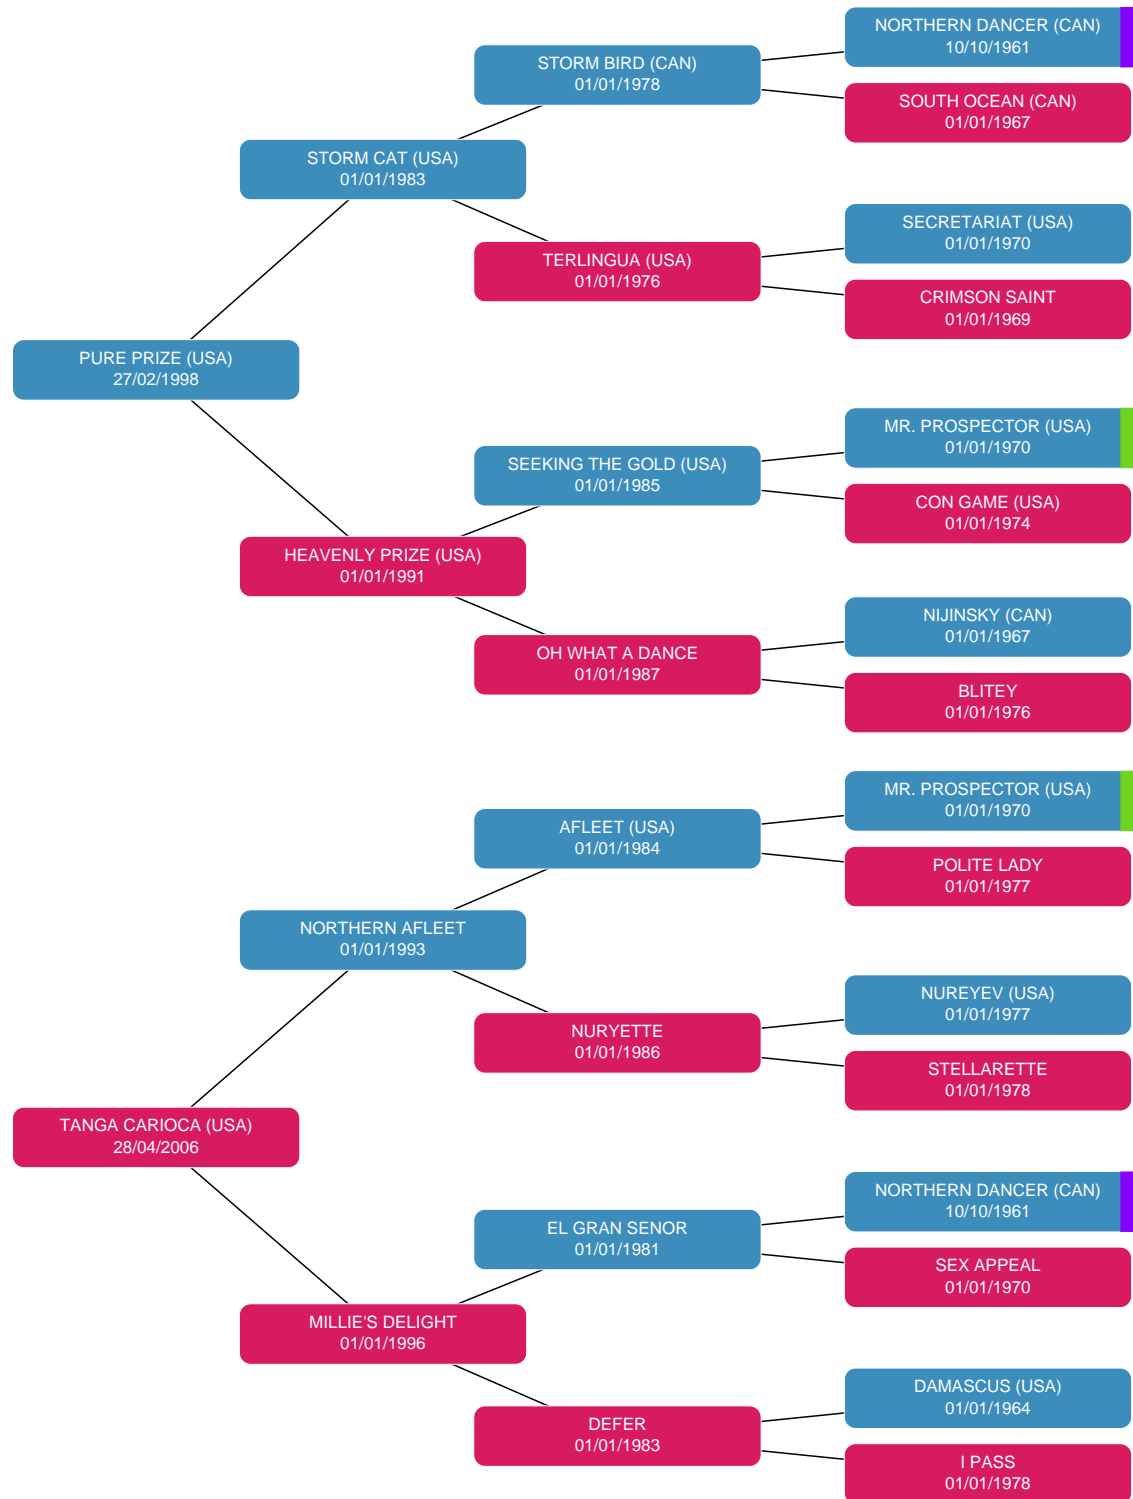 NORTHERN DANCER (CAN)
10/10/1961
STORM BIRD (CAN)
01/01/1978
SOUTH OCEAN (CAN)
01/01/1967
STORM CAT (USA)
01/01/1983
SECRETARIAT (USA)
01/01/1970
TERLINGUA (USA)
01/01/1976
CRIMSON SAINT
01/01/1969
PURE PRIZE (USA)
27/02/1998
MR. PROSPECTOR (USA)
01/01/1970
SEEKING THE GOLD (USA)
01/01/1985
CON GAME (USA)
01/01/1974
HEAVENLY PRIZE (USA)
01/01/1991
NIJINSKY (CAN)
01/01/1967
OH WHAT A DANCE
01/01/1987
BLITEY
01/01/1976
MR. PROSPECTOR (USA)
01/01/1970
AFLEET (USA)
01/01/1984
POLITE LADY
01/01/1977
NORTHERN AFLEET
01/01/1993
NUREYEV (USA)
01/01/1977
NURYETTE
01/01/1986
STELLARETTE
01/01/1978
TANGA CARIOCA (USA)
28/04/2006
NORTHERN DANCER (CAN)
10/10/1961
EL GRAN SENOR
01/01/1981
SEX APPEAL
01/01/1970
MILLIE'S DELIGHT
01/01/1996
DAMASCUS (USA)
01/01/1964
DEFER
01/01/1983
I PASS
01/01/1978